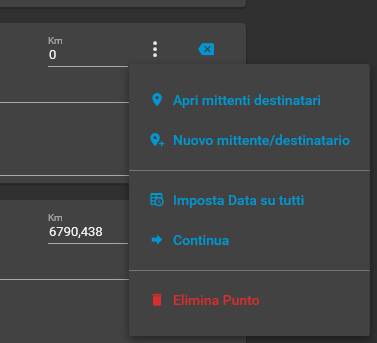 Km
0
Apri mittenti destinatari
Nuovo mittente/destinatario
Imposta Data su tutti
Continua
Km
6790,438
Elimina Punto